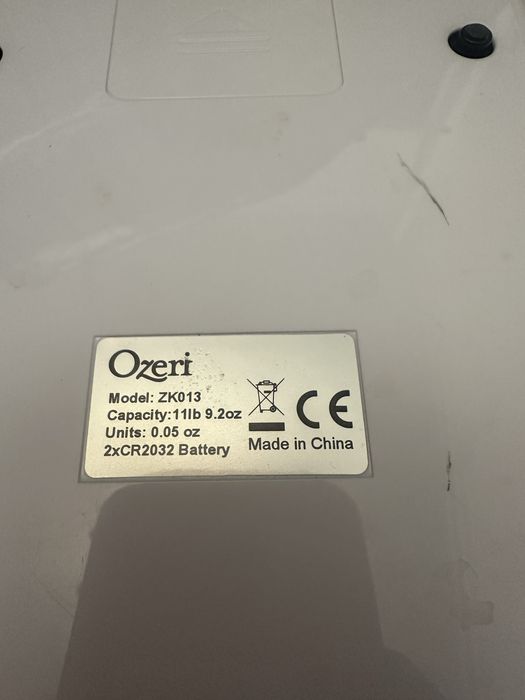 Ozeri
Model: ZK013
Capacity:11lb 9.2oz
Units: 0.05 oz
2xCR2032 Battery
CE
Made in China